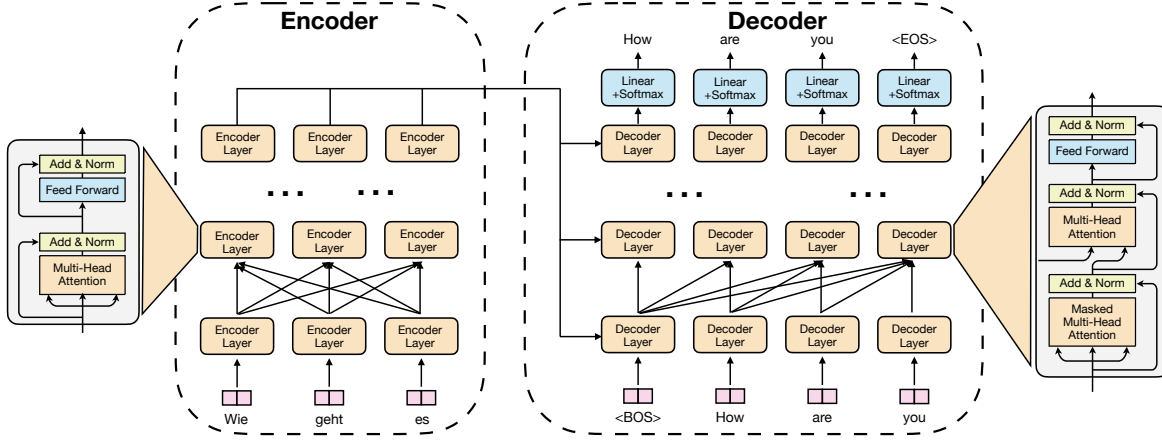 Encoder
Decoder
How
are
you
<EOS>
Linear
+Softmax
Linear
+Softmax
Linear
+Softmax
Linear
+Softmax
Encoder
Layer
Encoder
Layer
Encoder
Layer
Decoder
Layer
Decoder
Layer
Decoder
Layer
Decoder
Layer
...
...
...
...
Encoder
Layer
Encoder
Layer
Encoder
Layer
Decoder
Layer
Decoder
Layer
Decoder
Layer
Decoder
Layer
Encoder
Layer
Encoder
Layer
Encoder
Layer
Decoder
Layer
Decoder
Layer
Decoder
Layer
Decoder
Layer
Wie
geht
es
<BOS>
How
are
you
Add & Norm
Feed Forward
Add & Norm
Multi-Head
Attention
Add & Norm
Feed Forward
Add & Norm
Multi-Head
Attention
Add & Norm
Masked
Multi-Head
Attention